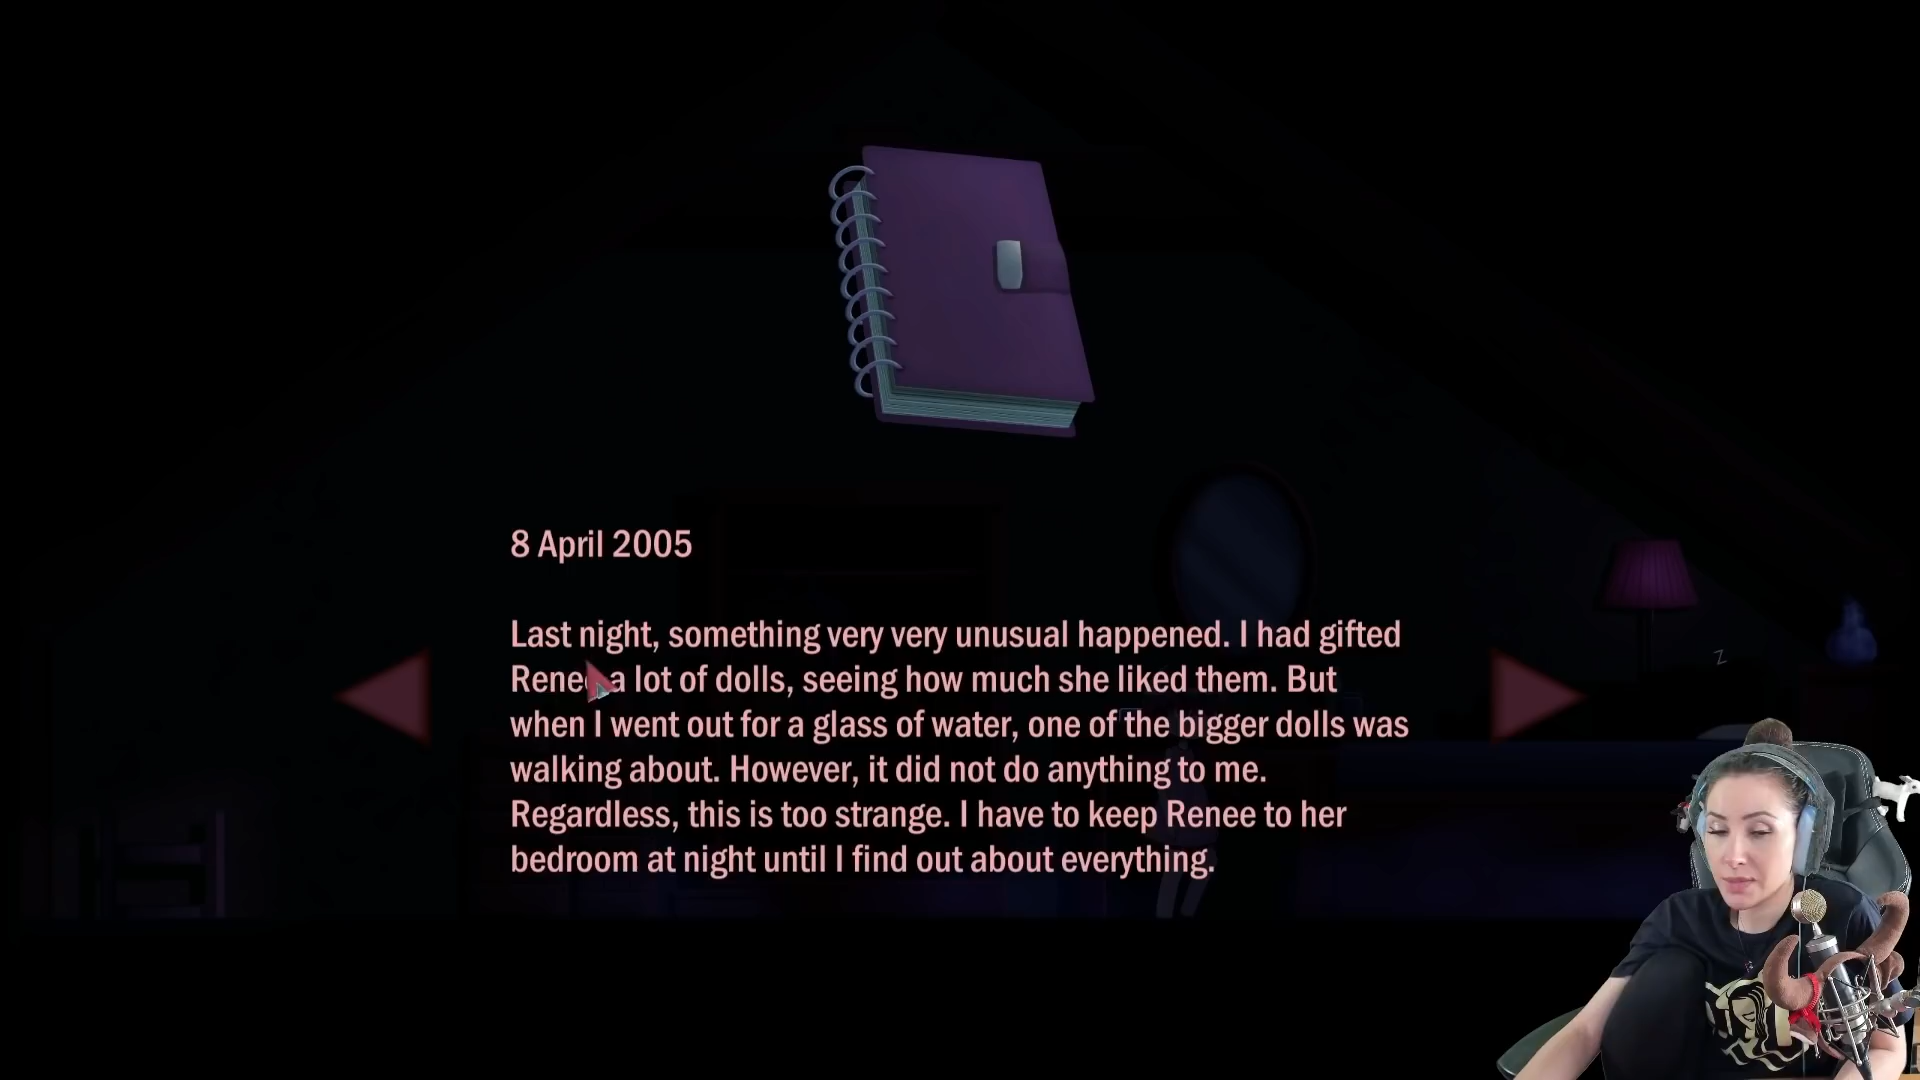 8 April 2005
Last night, something very very unusual happened. I had gifted
Renee a lot of dolls, seeing how much she liked them. But
when I went out for a glass of water, one of the bigger dolls was
walking about. However, it did not do anything to me.
Regardless, this is too strange. I have to keep Renee to her
bedroom at night until I find out about everything.
Z